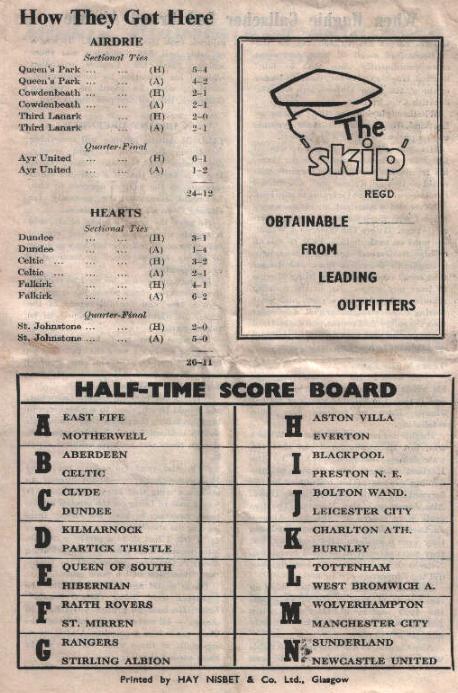 How They Got Here
AIRDRIE
Sectional Ties
Queen's Park ... ... (H) 5–4
Queen's Park ... ... (A) 4–2
Cowdenbeath ... ... (H) 2–1
Cowdenbeath ... ... (A) 2–1
Third Lanark ... ... (H) 2–0
Third Lanark ... ... (A) 2–1
Quarter-Final
Ayr United ... ... (H) 6–1
Ayr United ... ... (A) 1–2
24–12
HEARTS
Sectional Ties
Dundee ... ... (H) 3–1
Dundee ... ... (A) 1–4
Celtic ... ... ... (H) 3–2
Celtic ... ... ... (A) 2–1
Falkirk ... ... (H) 4–1
Falkirk ... ... (A) 6–2
Quarter-Final
St. Johnstone ... ... (H) 2–0
St. Johnstone ... ... (A) 5–0
26–11
The
'skip'
REGD
OBTAINABLE
FROM
LEADING
OUTFITTERS
HALF-TIME SCORE BOARD
A EAST FIFE
MOTHERWELL
B ABERDEEN
CELTIC
C CLYDE
DUNDEE
D KILMARNOCK
PARTICK THISTLE
E QUEEN OF SOUTH
HIBERNIAN
F RAITH ROVERS
ST. MIRREN
G RANGERS
STIRLING ALBION
H ASTON VILLA
EVERTON
I BLACKPOOL
PRESTON N. E.
J BOLTON WAND.
LEICESTER CITY
K CHARLTON ATH.
BURNLEY
L TOTTENHAM
WEST BROMWICH A.
M WOLVERHAMPTON
MANCHESTER CITY
N SUNDERLAND
NEWCASTLE UNITED
Printed by HAY NISBET & Co. Ltd., Glasgow